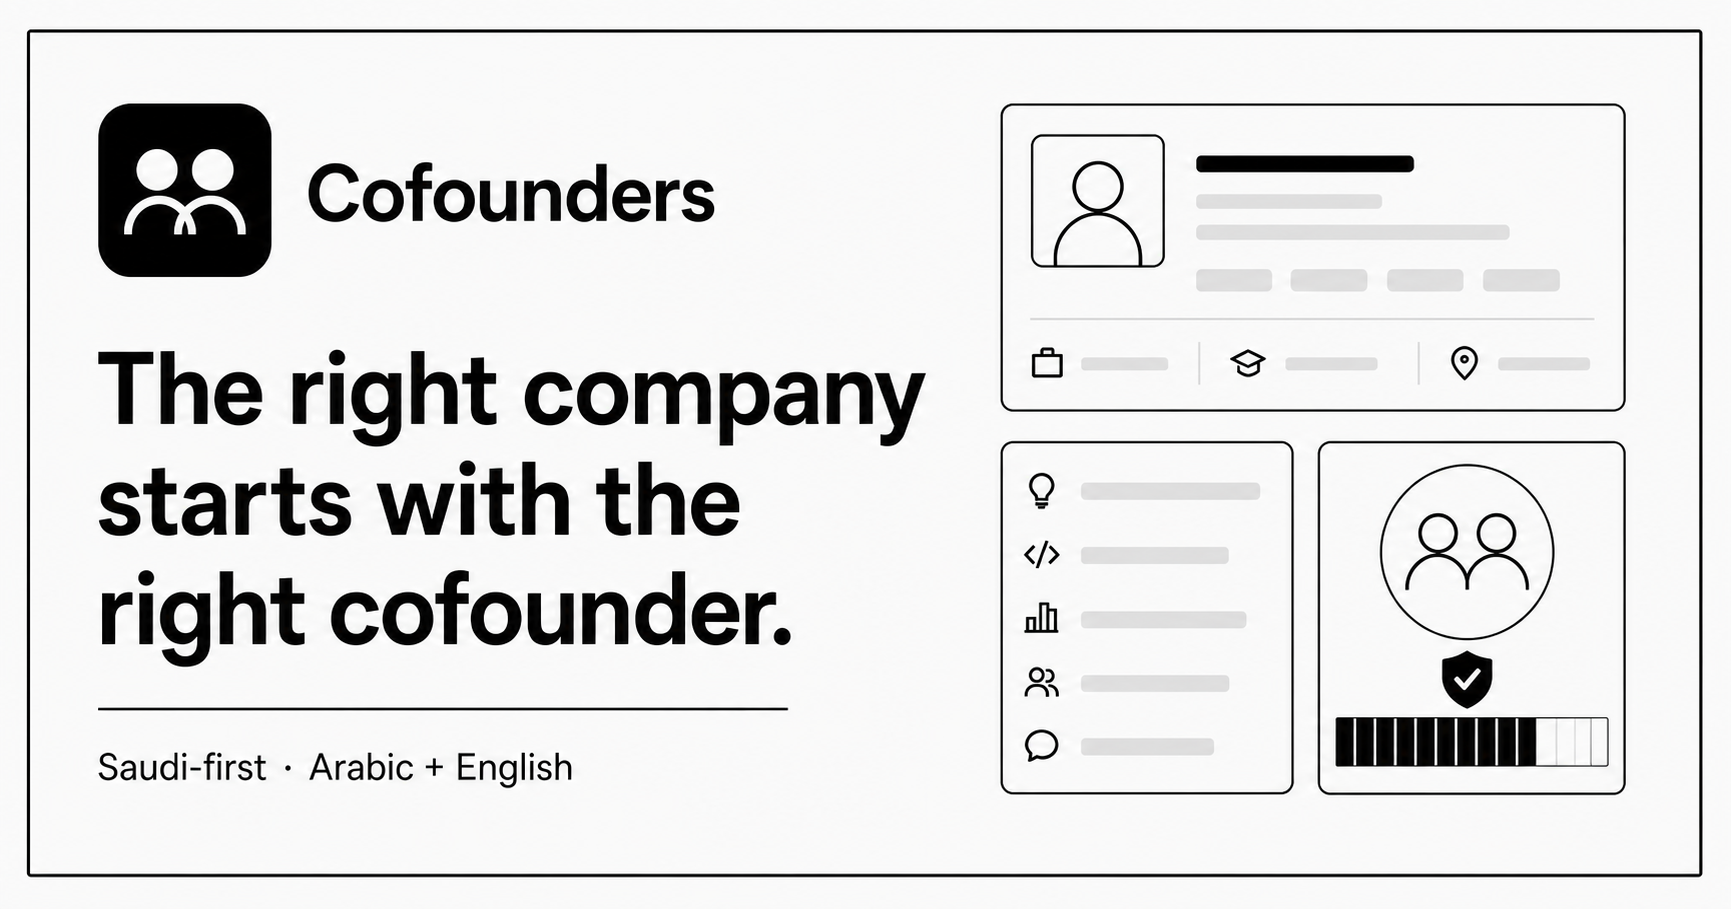 Cofounders
The right company
starts with the
right cofounder.
Saudi-first · Arabic + English